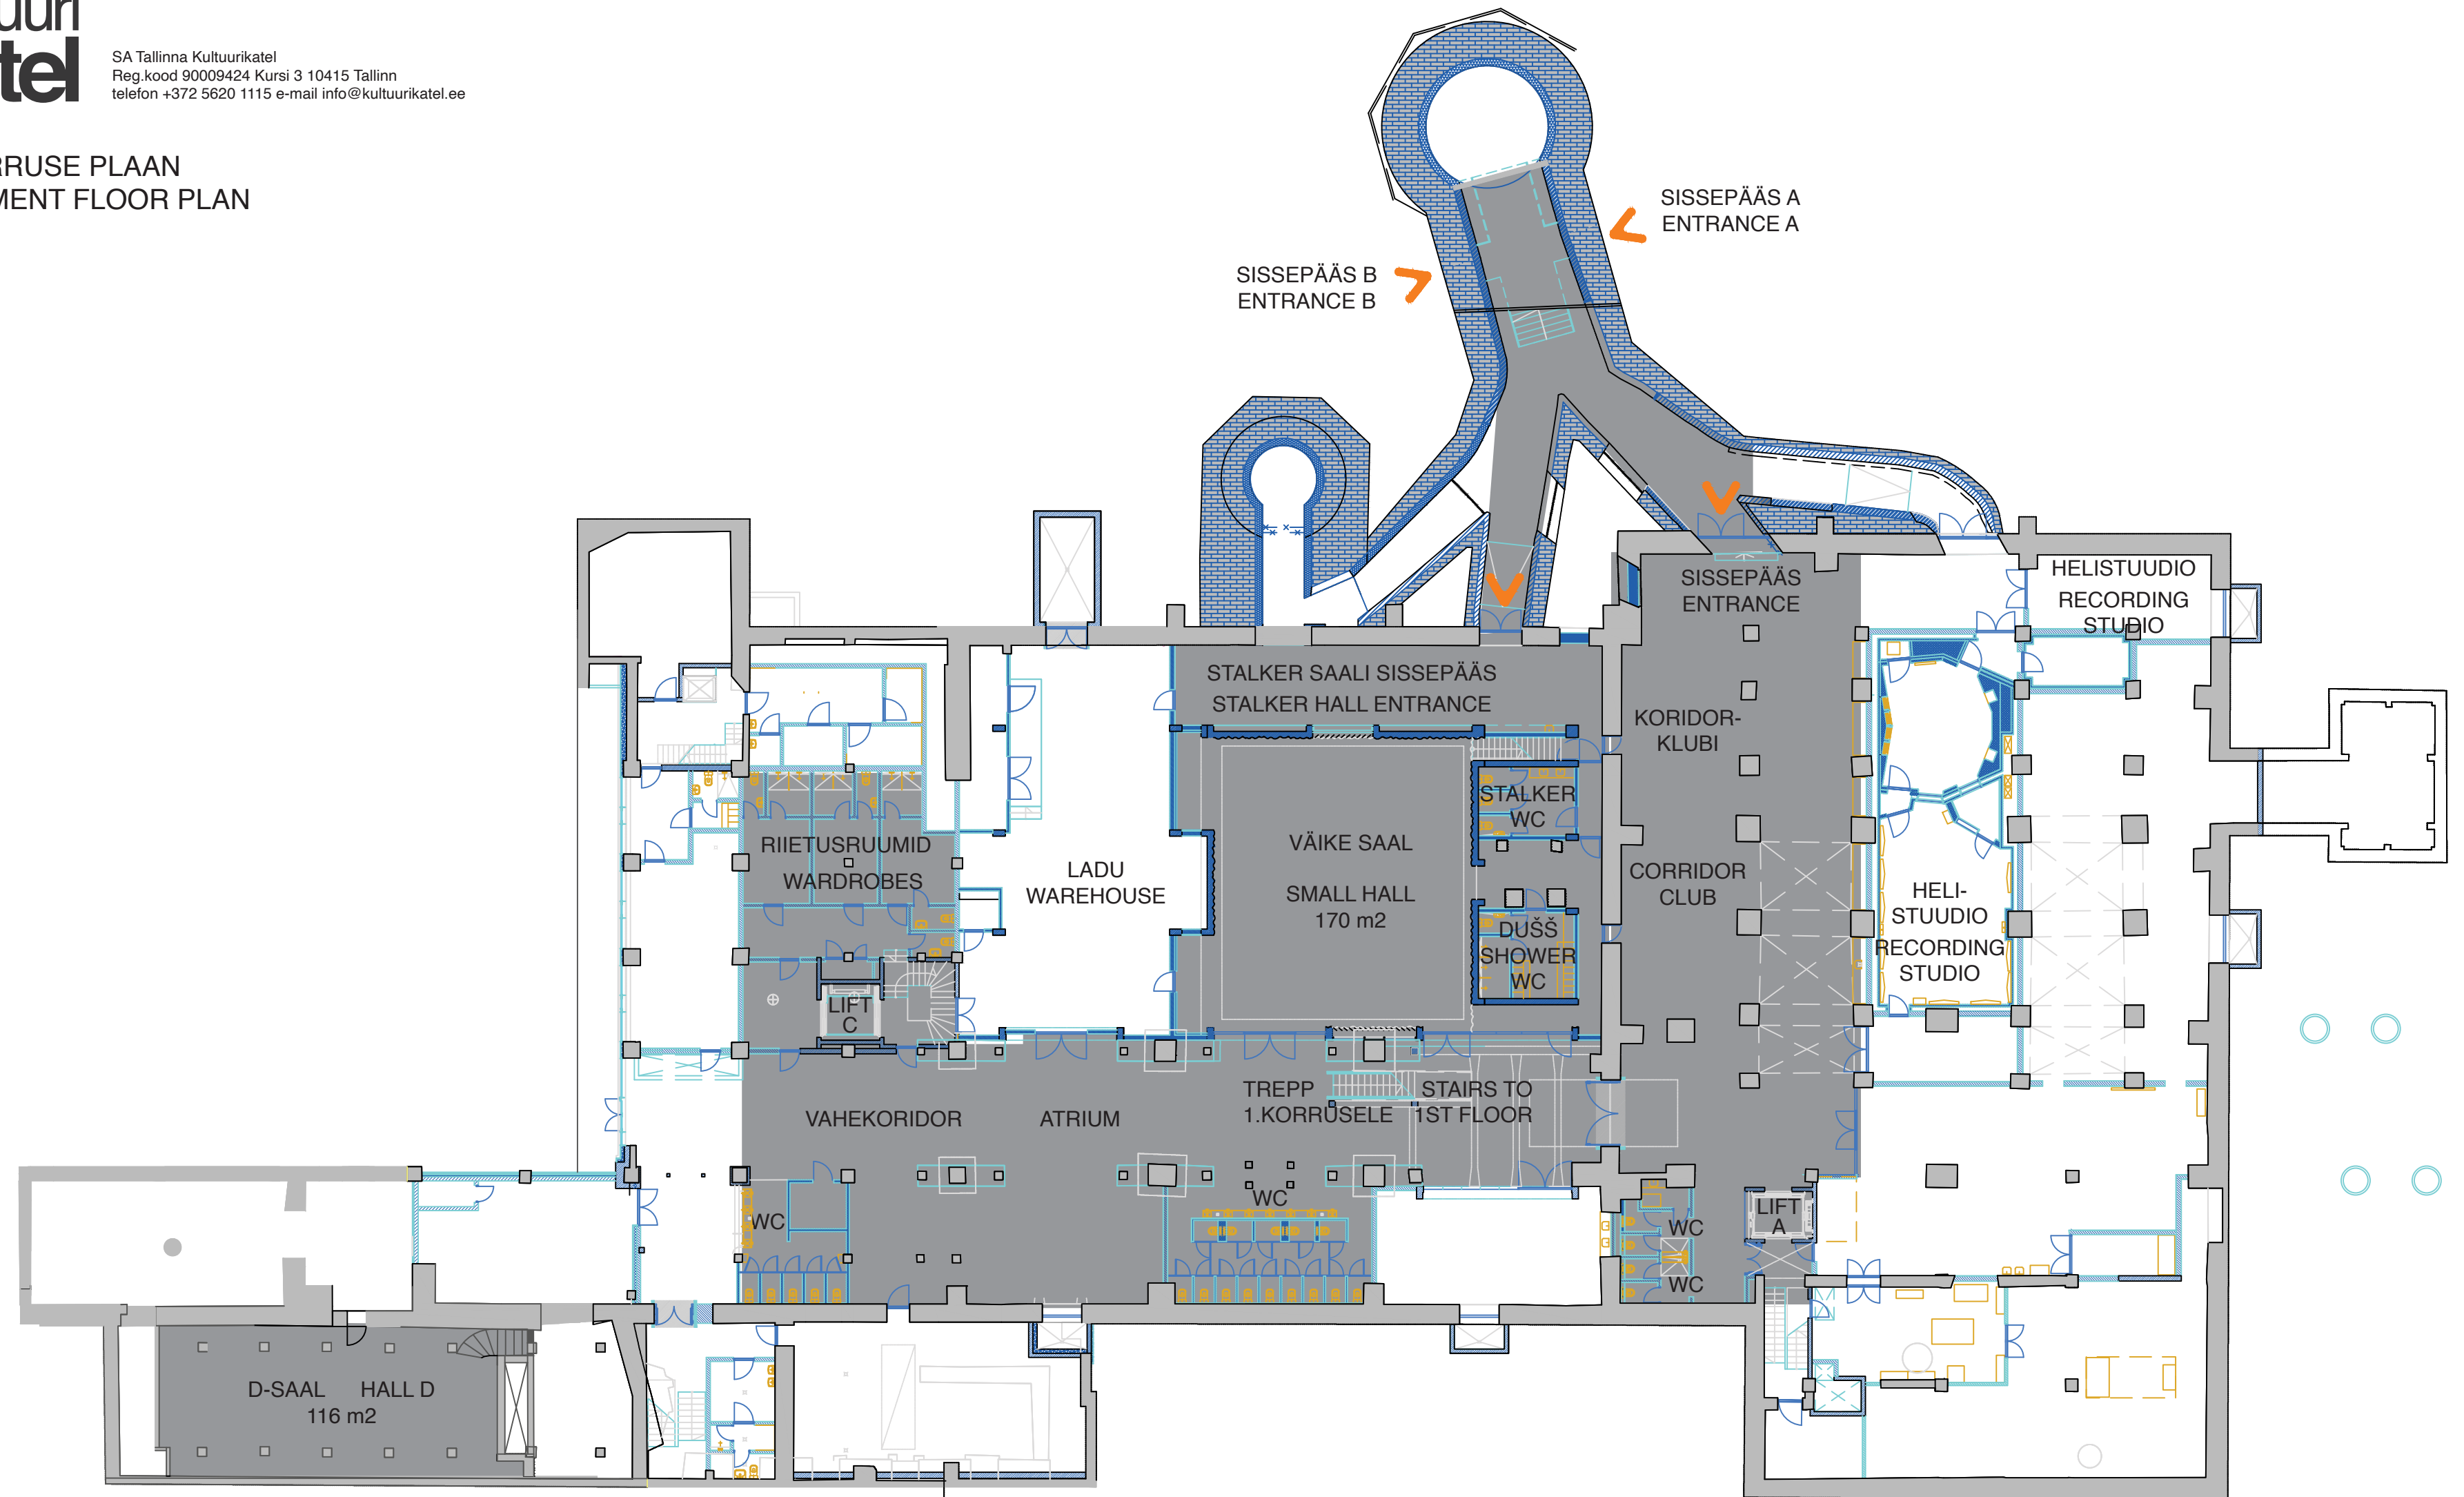 tel
SA Tallinna Kultuurikatel
Reg.kood 90009424 Kursi 3 10415 Tallinn
telefon +372 5620 1115 e-mail info@kultuurikatel.ee
RRUSE PLAAN
MENT FLOOR PLAN
SISSEPÄÄS A
ENTRANCE A
SISSEPÄÄS B
ENTRANCE B
SISSEPÄÄS
ENTRANCE
HELISTUUDIO
RECORDING
STUDIO
STALKER SAALI SISSEPÄÄS
STALKER HALL ENTRANCE
KORIDOR-
KLUBI
CORRIDOR
CLUB
STALKER
WC
VÄIKE SAAL
SMALL HALL
170 m2
DUŠŠ
SHOWER
WC
RIIETUSRUUMID
WARDROBES
LADU
WAREHOUSE
HELI-
STUUDIO
RECORDING
STUDIO
LIFT
C
VAHEKORIDOR
ATRIUM
TREPP
1.KORRUSELE
STAIRS TO
1ST FLOOR
WC
WC
WC
WC
LIFT
A
D-SAAL HALL D
116 m2